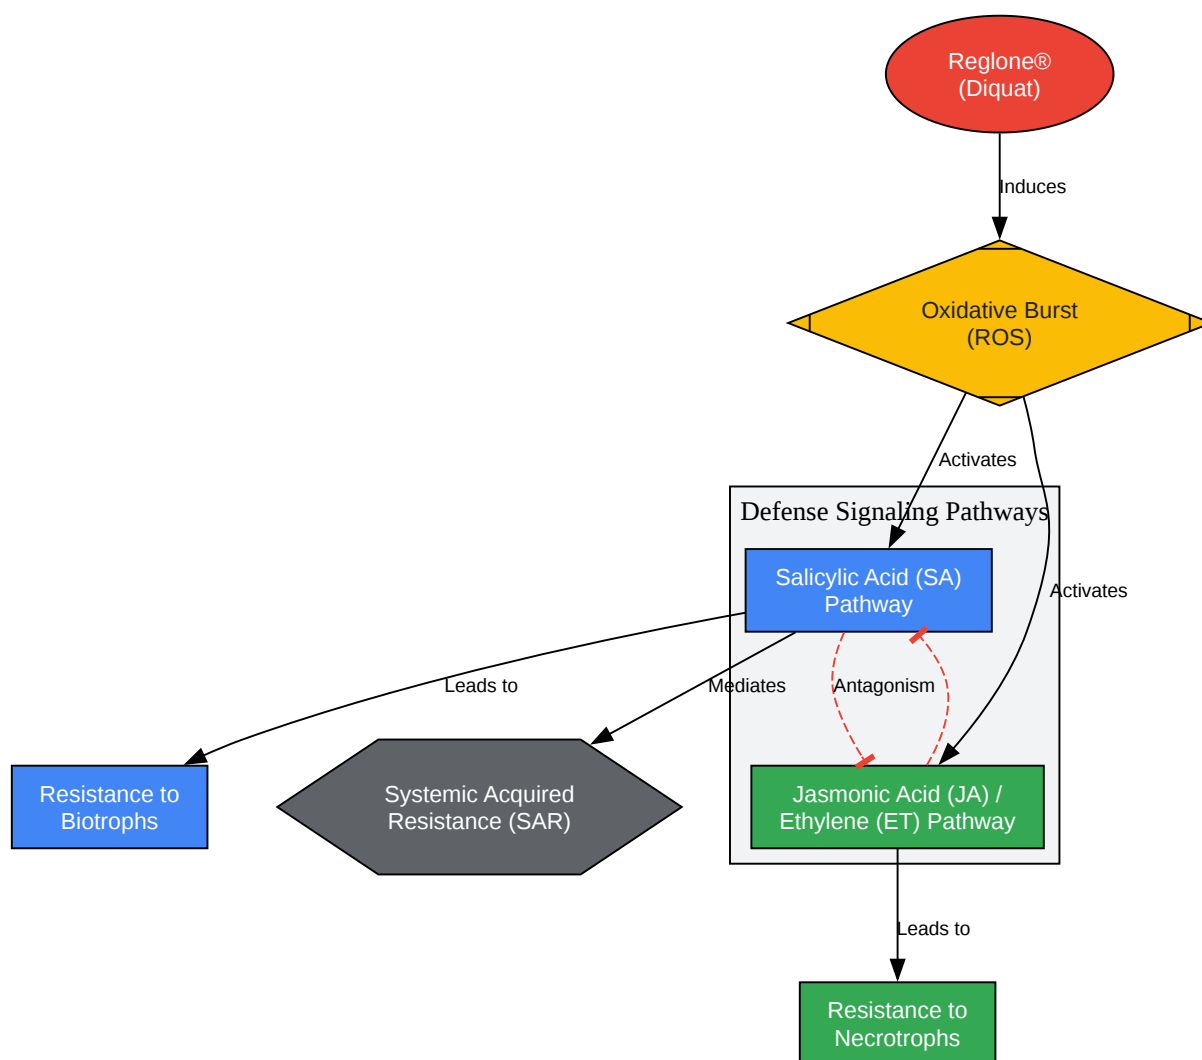 Reglone®
(Diquat)
Induces
Oxidative Burst
(ROS)
Activates
Defense Signaling Pathways
Salicylic Acid (SA)
Pathway
Activates
Leads to
Mediates
Antagonism
Resistance to
Biotrophs
Systemic Acquired
Resistance (SAR)
Jasmonic Acid (JA) /
Ethylene (ET) Pathway
Leads to
Resistance to
Necrotrophs